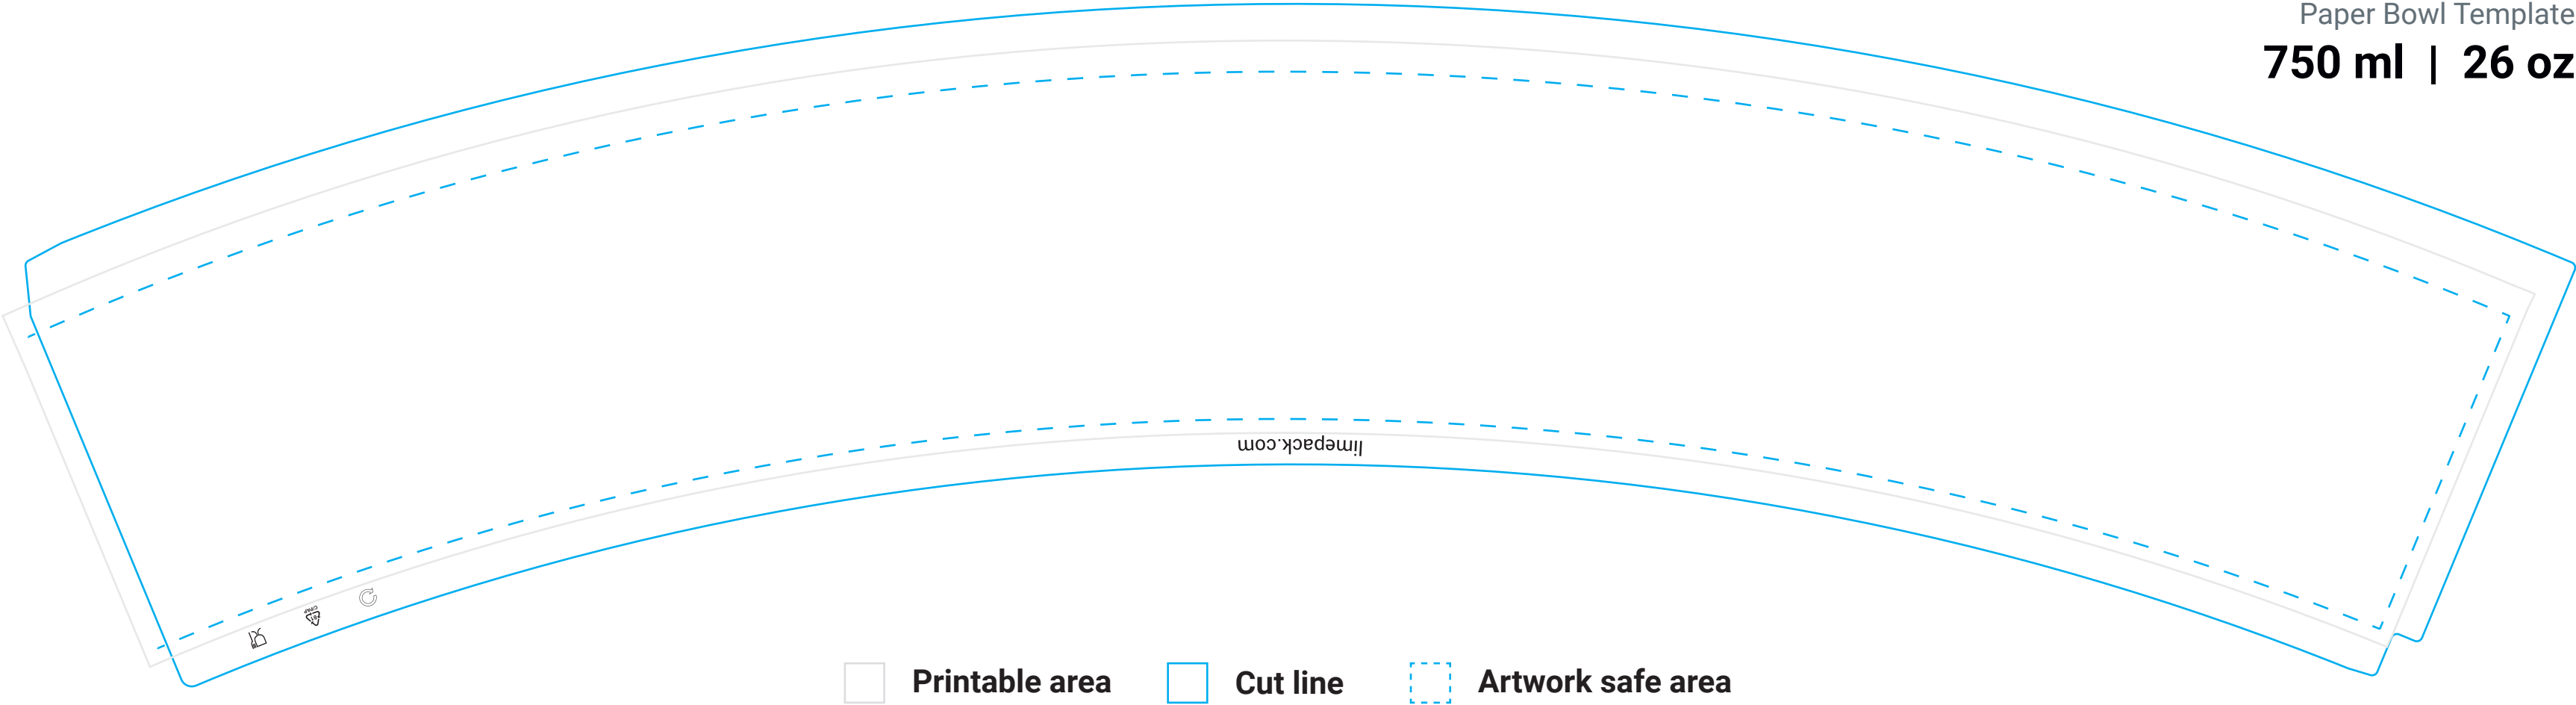 Paper Bowl Template
750 ml | 26 oz
limepack.com
Printable area
Cut line
Artwork safe area